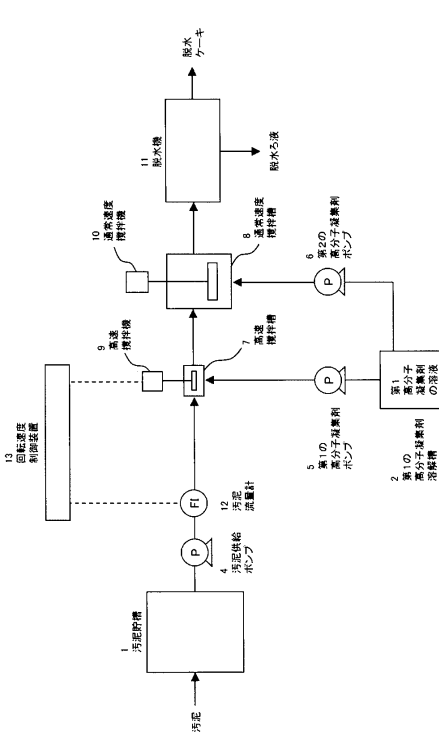 13
回転速度
制御装置
10
通常速度
攪拌機
9
高速
攪拌機
11
脱水機
脱水
ケーキ
脱水ろ液
8
通常速度
攪拌槽
7
高速
攪拌槽
FI
12
汚泥
流量計
P
4
汚泥供給
ポンプ
1
汚泥貯槽
汚泥
P
6
第2の
高分子凝集剤
ポンプ
P
5
第1の
高分子凝集剤
ポンプ
第1
高分子
凝集剤
の溶液
2
第1の
高分子凝集剤
溶解槽